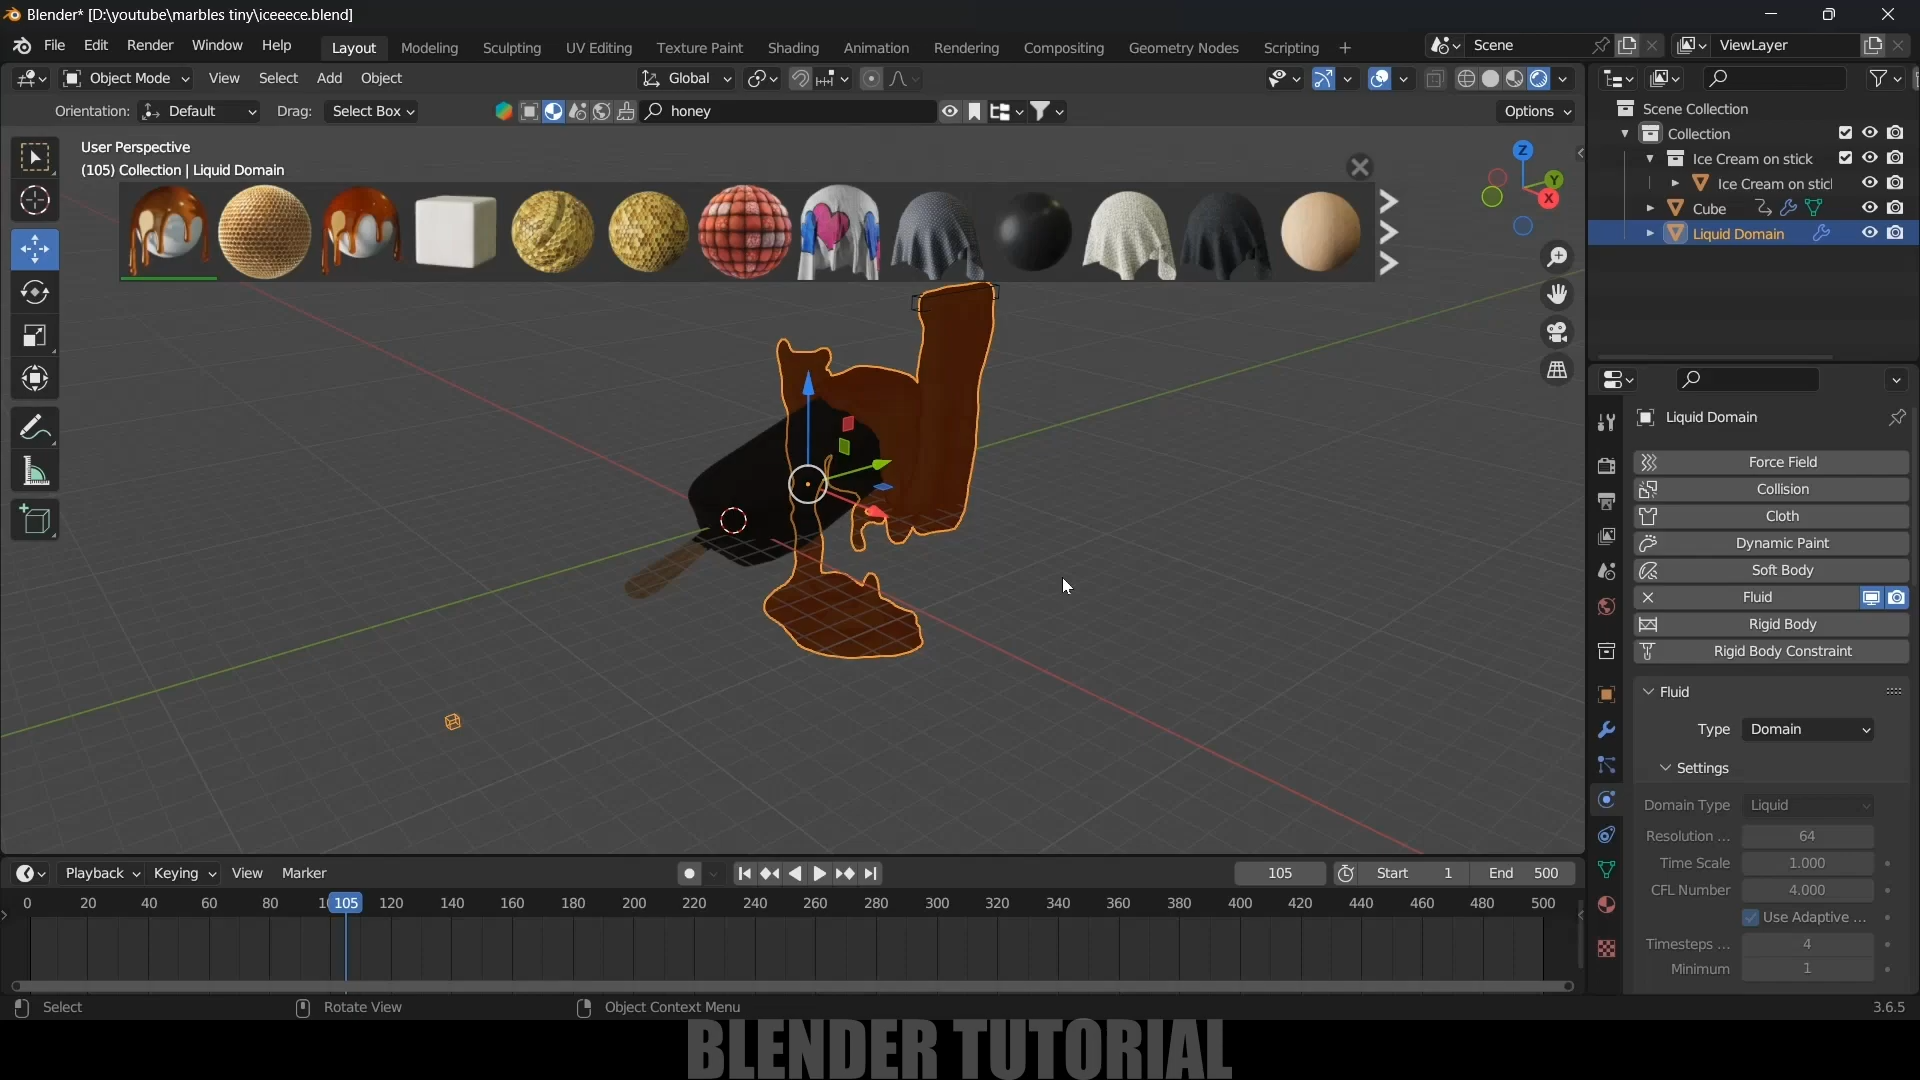 Blender* [D:\youtube\marbles tiny\iceeece.blend]
File Edit Render Window Help Layout Modeling Sculpting UV Editing Texture Paint Shading Animation Rendering Compositing Geometry Nodes Scripting + Scene ViewLayer
Object Mode View Select Add Object Global
Orientation: Default Drag: Select Box honey Options
User Perspective
(105) Collection | Liquid Domain
Z
Y
X
Scene Collection
Collection
Ice Cream on stick
Ice Cream on stic
Cube
Liquid Domain
Liquid Domain
Force Field
Collision
Cloth
Dynamic Paint
Soft Body
Fluid
Rigid Body
Rigid Body Constraint
Fluid
Type Domain
Settings
Domain Type Liquid
Resolution ... 64
Time Scale 1.000
CFL Number 4.000
Use Adaptive ...
Timesteps ... 4
Minimum 1
Playback Keying View Marker 105 Start 1 End 500
0 20 40 60 80 105 120 140 160 180 200 220 240 260 280 300 320 340 360 380 400 420 440 460 480 500
Select Rotate View Object Context Menu 3.6.5
BLENDER TUTORIAL